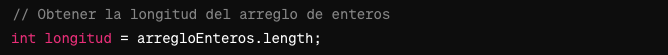 // Obtener la longitud del arreglo de enteros
int longitud = arregloEnteros.length;